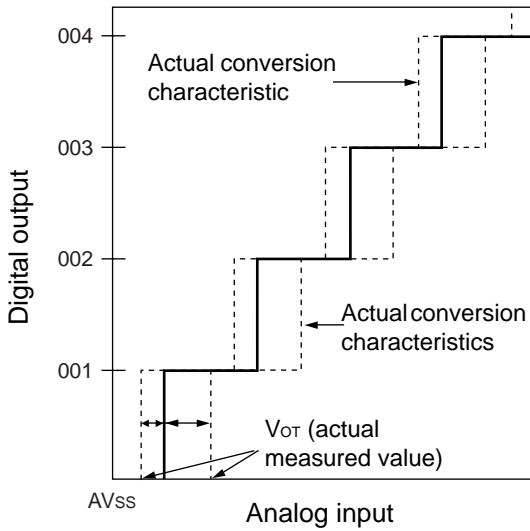 004
Actual conversion
characteristic
003
Digital output
002
Actual conversion
characteristics
001
VOT (actual
measured value)
AVSS
Analog input